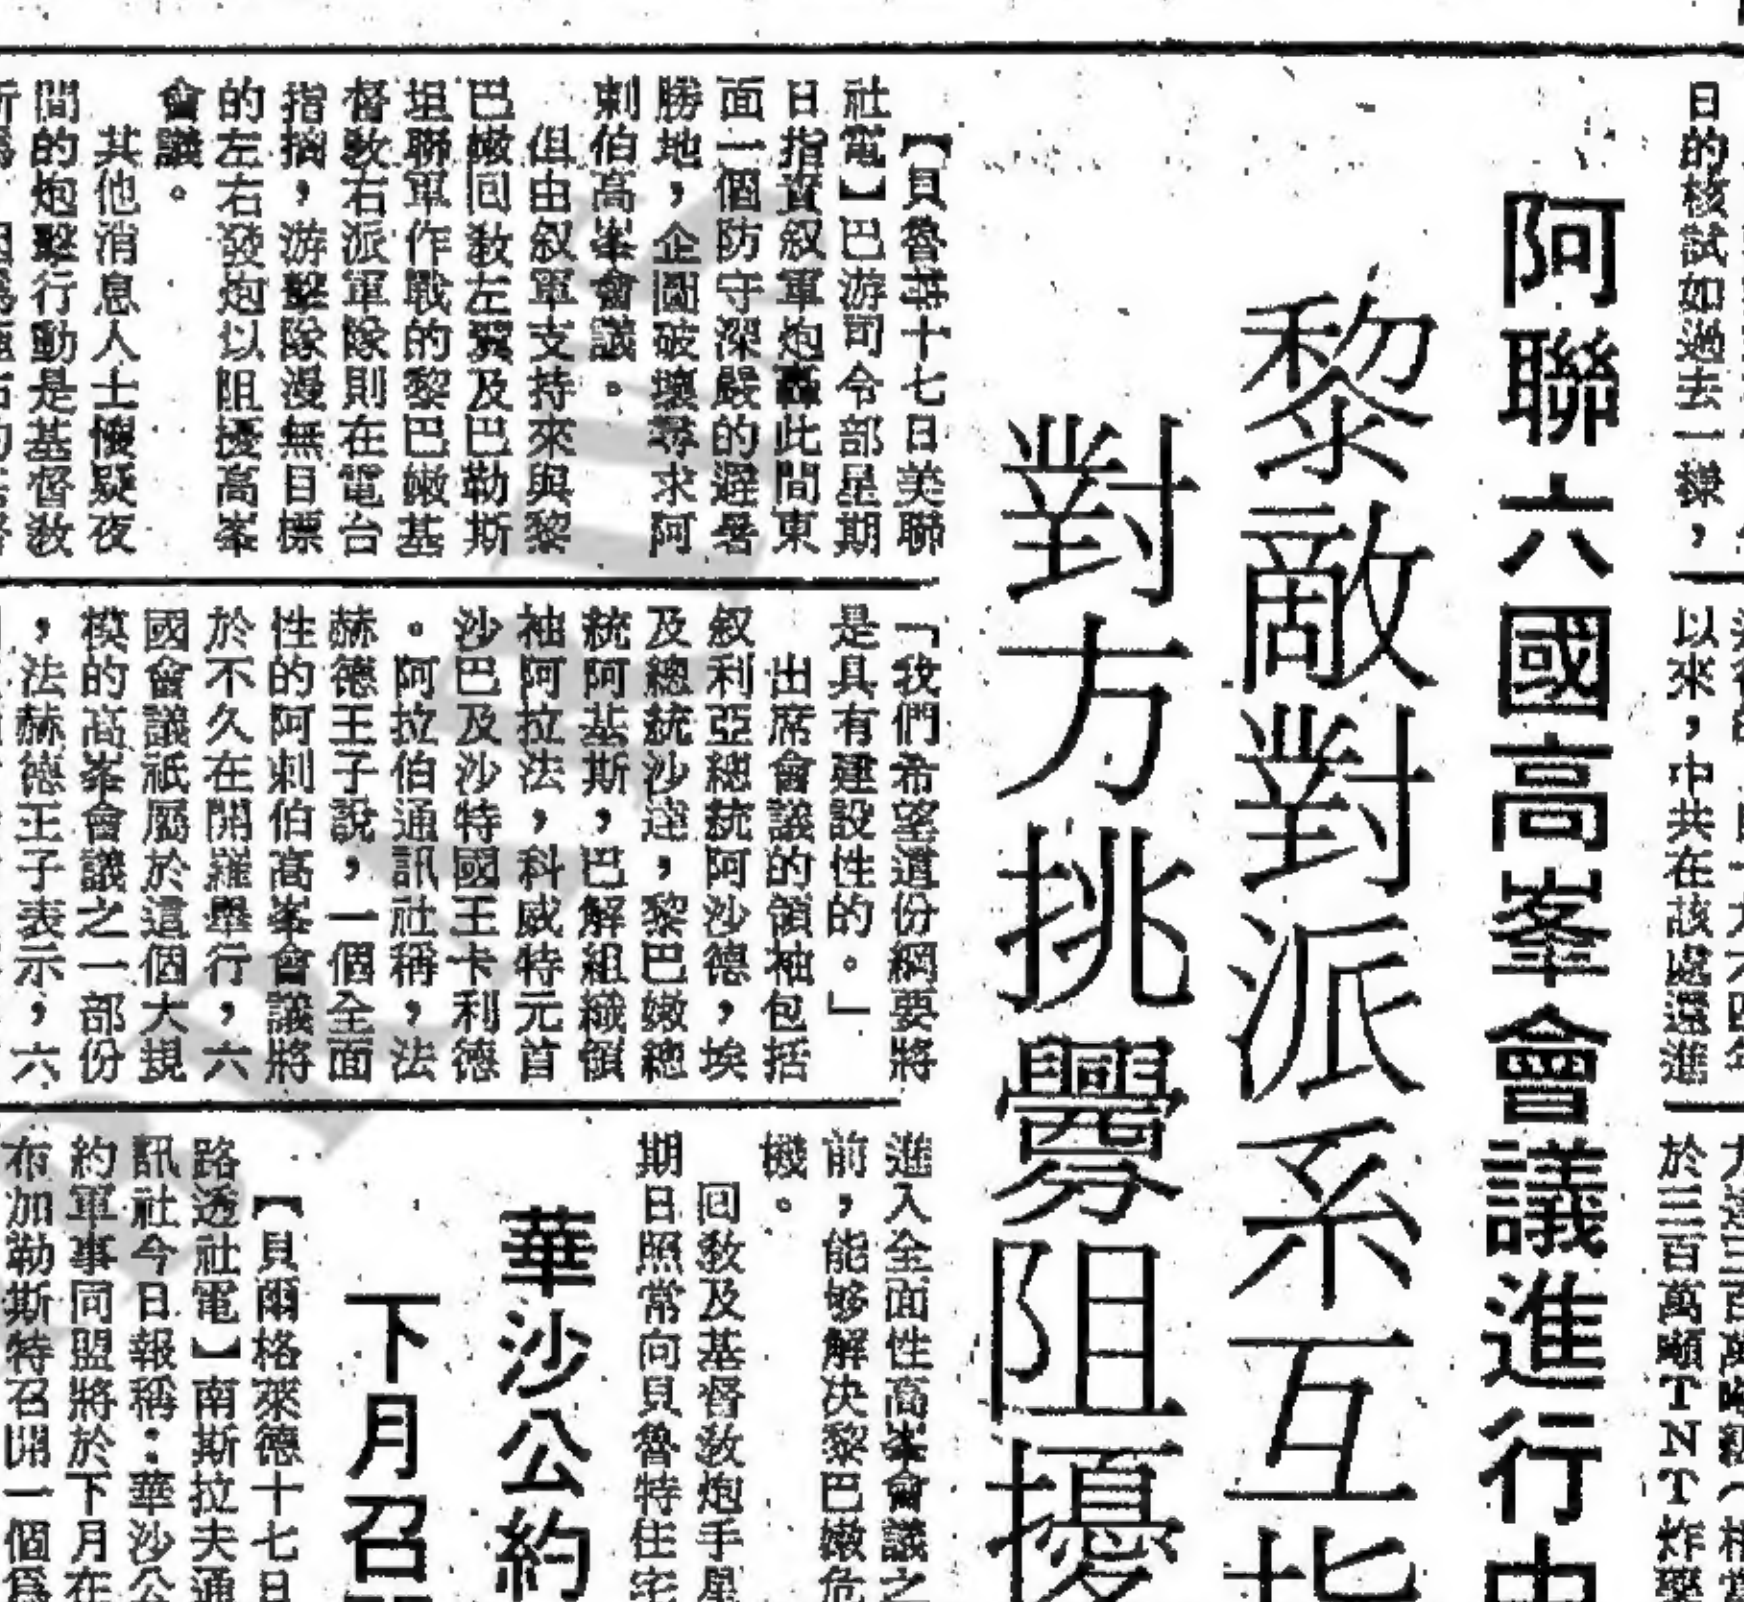 日的核試如過去一樣，
以來，中共在該處還進
於三百萬噸TNT炸藥
阿聯六國高峯會議進行中
黎敵對派系互指
對方挑釁阻擾
【貝魯特十七日美聯
社電】巴游司令部星期
日指責叙軍炮轟此間東
面一個防守深嚴的避暑
勝地，企圖破壞尋求阿
剌伯高峯會議。
但由叙軍支持來與黎
巴嫩回教左翼及巴勒斯
坦聯軍作戰的黎巴嫩基
督教右派軍隊則在電台
指摘，游擊隊漫無目標
的左右發炮以阻擾高峯
會議。
其他消息人士懷疑夜
間的炮擊行動是基督教
「我們希望這份綱要將
是具有建設性的。」
出席會議的領袖包括
叙利亞總統阿沙德，埃
及總統沙達，黎巴嫩總
統阿基斯，巴解組織領
袖阿拉法，科威特元首
沙巴及沙特國王卡利德
。阿拉伯通訊社稱，法
赫德王子說，一個全面
性的阿剌伯高峯會議將
於不久在開羅舉行，六
國會議祇屬於這個大規
模的高峯會議之一部份
，法赫德王子表示，六
進入全面性高峯會議之
前，能够解決黎巴嫩危
機。
回教及基督教炮手星
期日照常向貝魯特住宅
華沙公約
下月召
【貝爾格萊德十七日
路透社電】南斯拉夫通
訊社今日報稱：華沙公
約軍事同盟將於下月在
布加勒斯特召開一個爲